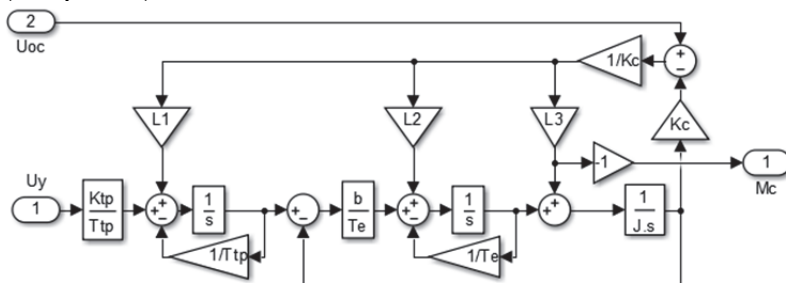 2
Uoc
+
−
1/Kc
L1
L2
L3
Kc
-1
1
Mc
Uy
1
Ktp
Ttp
+
+
−
1
s
+
−
b
Te
+
+
−
1
s
+
+
1
J.s
1/Ttp
1/Te